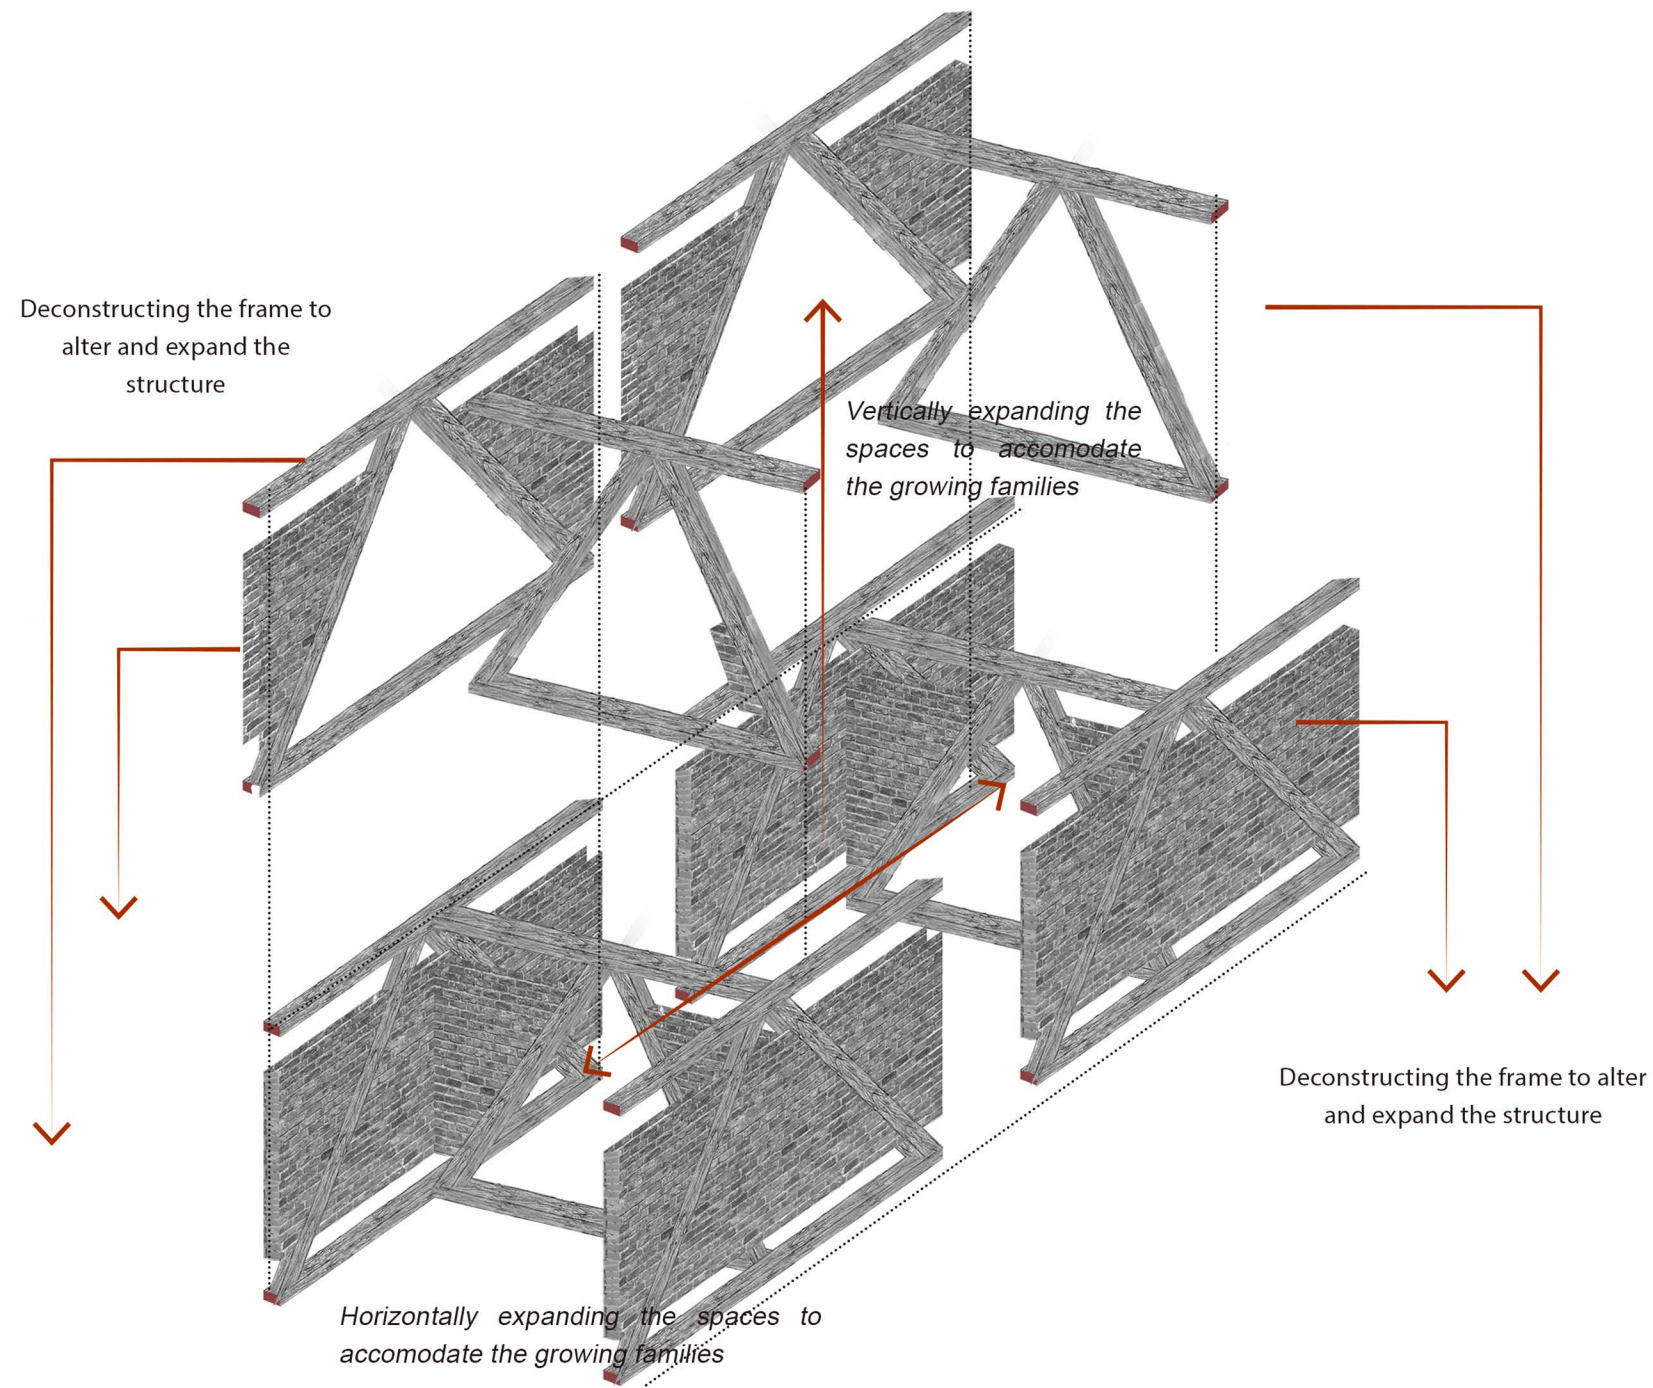 Deconstructing the frame to
alter and expand the
structure
Vertically expanding the
spaces to accomodate
the growing families
Deconstructing the frame to alter
and expand the structure
Horizontally expanding the spaces to
accomodate the growing families